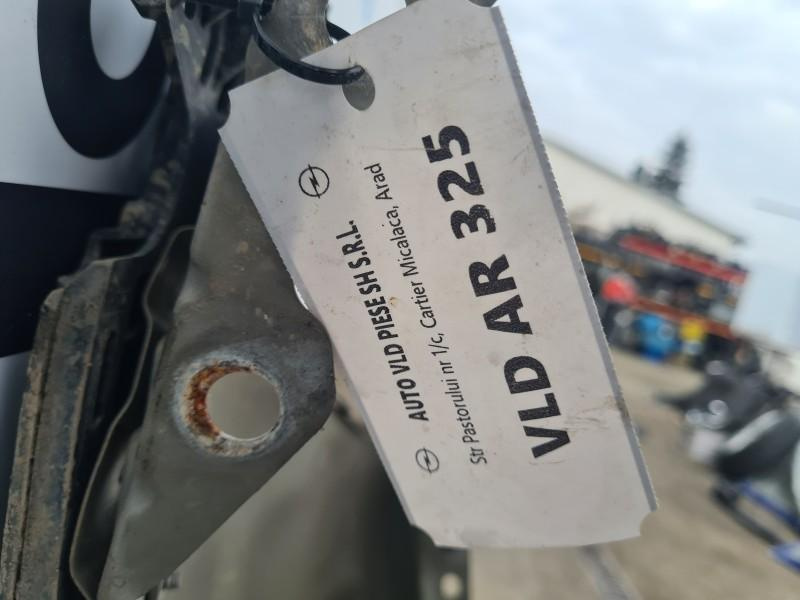 AUTO VLD PIESE SH S.R.L.
Str Pastorului nr 1/c, Cartier Micalaca, Arad
VLD AR 325